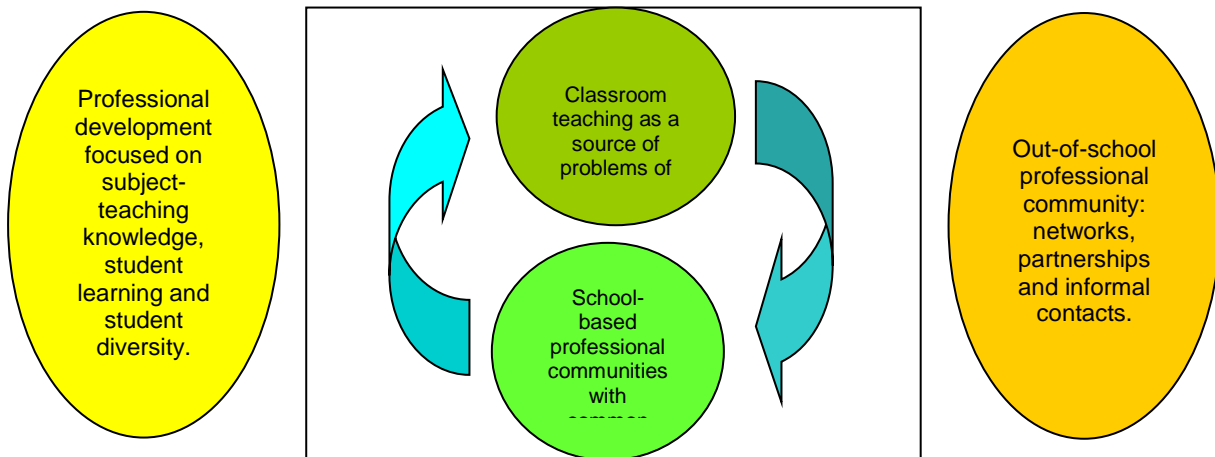 Professional
development
focused on
subject-
teaching
knowledge,
student
learning and
student
diversity.
Classroom
teaching as a
source of
problems of
School-
based
professional
communities
with
Out-of-school
professional
community:
networks,
partnerships
and informal
contacts.